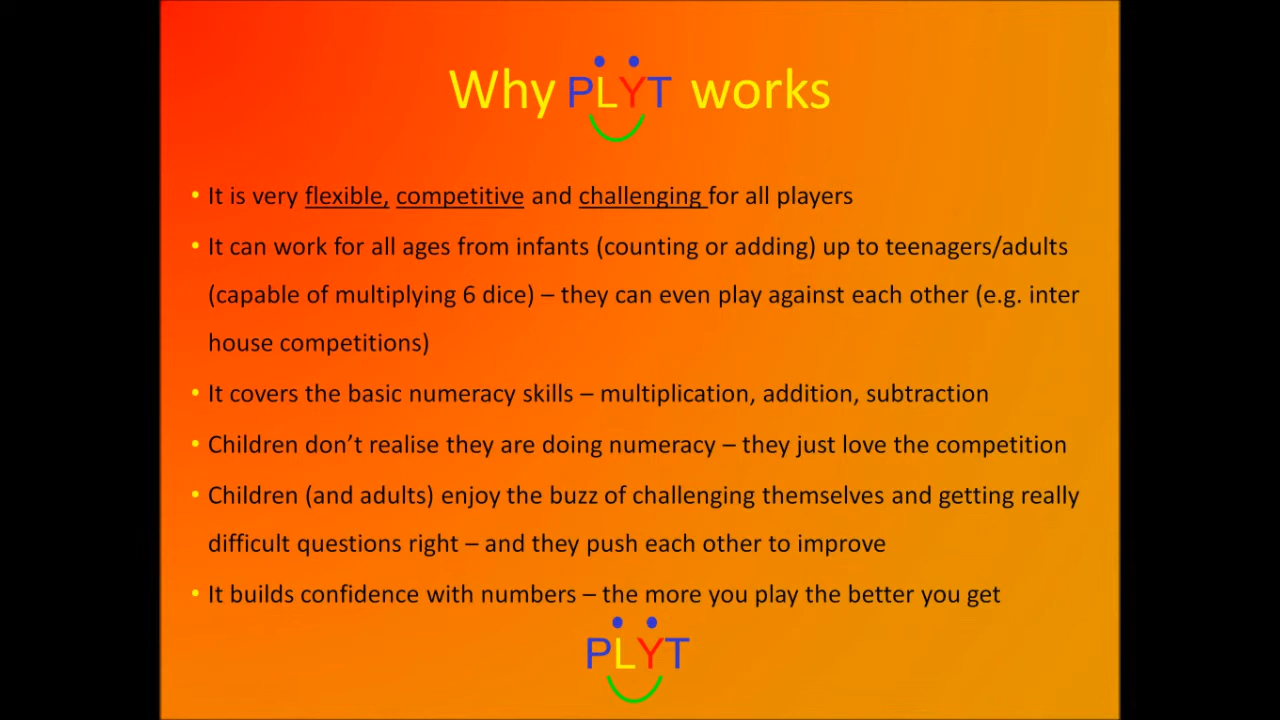 Why PLYT works
• It is very flexible, competitive and challenging for all players
• It can work for all ages from infants (counting or adding) up to teenagers/adults
(capable of multiplying 6 dice) – they can even play against each other (e.g. inter
house competitions)
• It covers the basic numeracy skills – multiplication, addition, subtraction
• Children don’t realise they are doing numeracy – they just love the competition
• Children (and adults) enjoy the buzz of challenging themselves and getting really
difficult questions right – and they push each other to improve
• It builds confidence with numbers – the more you play the better you get
PLYT